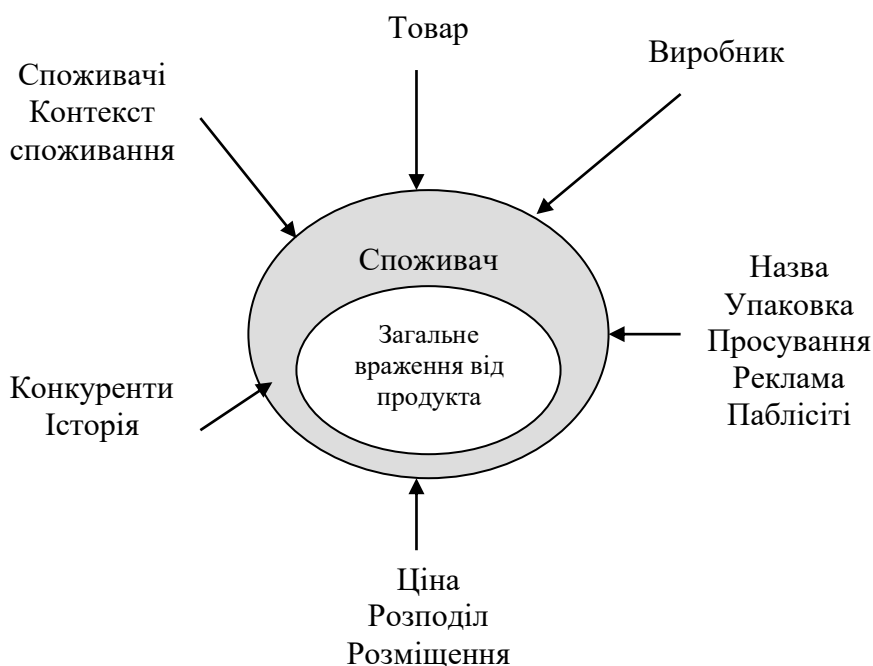 Товар
Виробник
Споживачі
Контекст
споживання
Споживач
Назва
Упаковка
Просування
Реклама
Паблісіті
Загальне
враження від
продукта
Конкуренти
Історія
Ціна
Розподіл
Розміщення